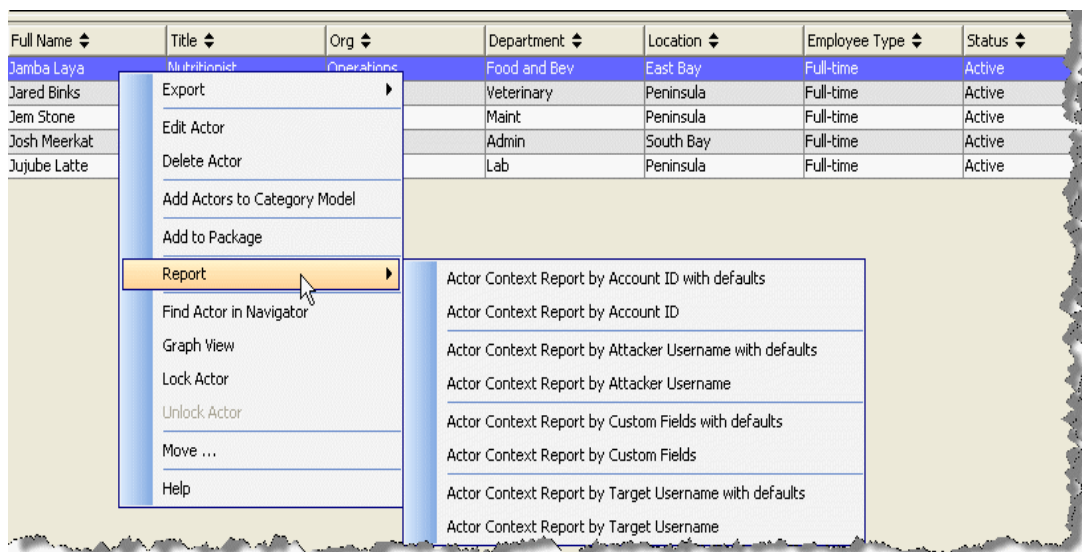 Full Name Title Org Department Location Employee Type Status
Jamba Laya Nutritionist Operations Food and Bev East Bay Full-time Active
Jared Binks Veterinary Peninsula Full-time Active
Jem Stone Maint Peninsula Full-time Active
Josh Meerkat Admin South Bay Full-time Active
Jujube Latte Lab Peninsula Full-time Active
Export
Edit Actor
Delete Actor
Add Actors to Category Model
Add to Package
Report
Find Actor in Navigator
Graph View
Lock Actor
Unlock Actor
Move ...
Help
Actor Context Report by Account ID with defaults
Actor Context Report by Account ID
Actor Context Report by Attacker Username with defaults
Actor Context Report by Attacker Username
Actor Context Report by Custom Fields with defaults
Actor Context Report by Custom Fields
Actor Context Report by Target Username with defaults
Actor Context Report by Target Username